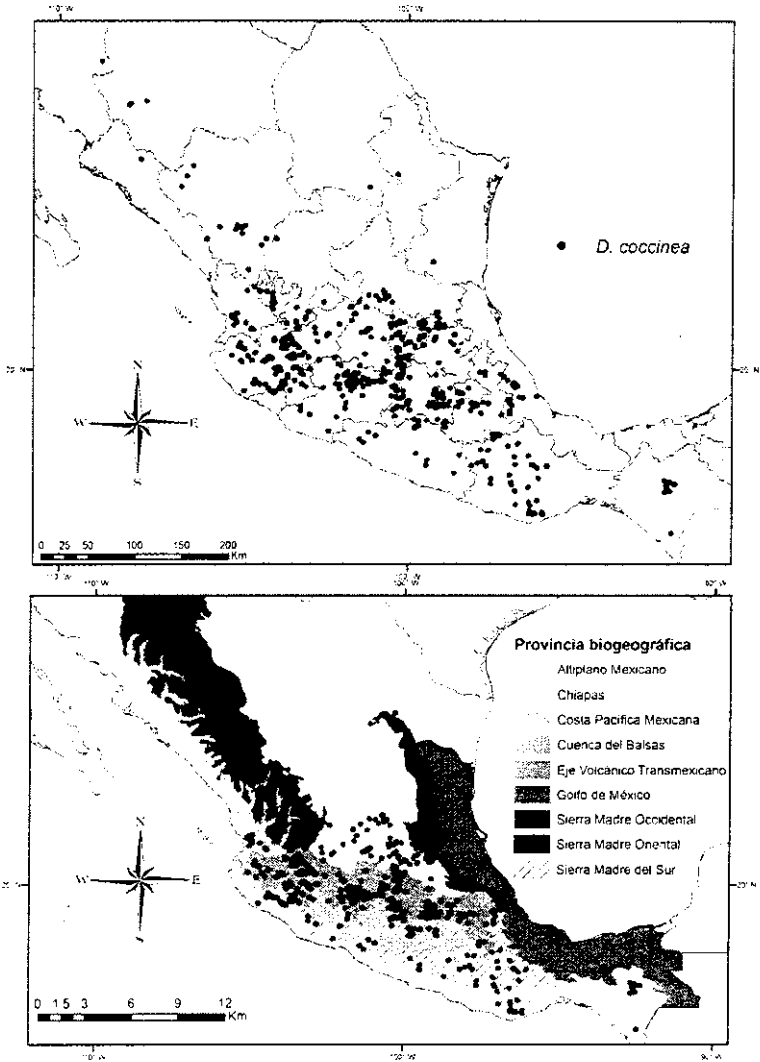 110°W
N
W
E
S
D. coccinea
0 25 50 100 150 200
Km
Provincia biogeográfica
Altiplano Mexicano
Chiapas
Costa Pacifica Mexicana
Cuenca del Balsas
Eje Volcánico Transmexicano
Golfo de México
Sierra Madre Occidental
Sierra Madre Oriental
Sierra Madre del Sur
N
W
E
0 1.5 3 6 9 12
Km